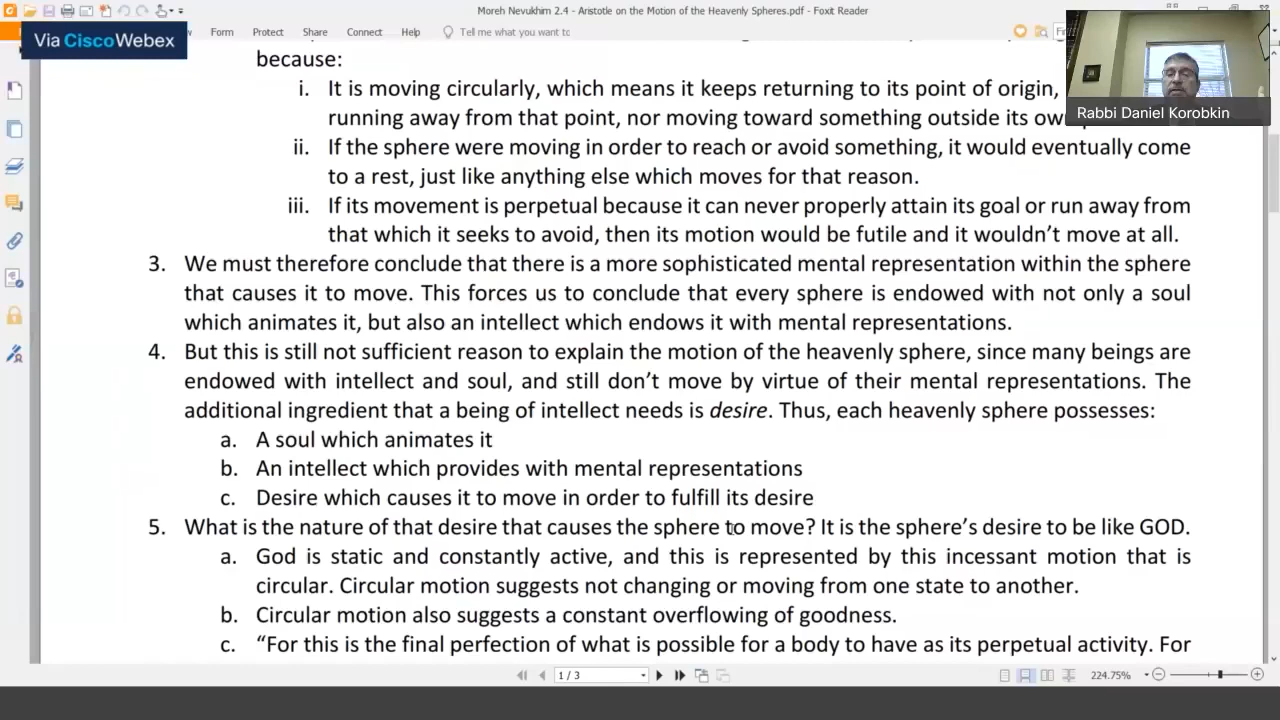 Moreh Nevukhim 2.4 - Aristotle on the Motion of the Heavenly Spheres.pdf - Foxit Reader
Via CiscoWebex
Form Protect Share Connect Help Tell me what you want to
Rabbi Daniel Korobkin
because:
i. It is moving circularly, which means it keeps returning to its point of origin,
running away from that point, nor moving toward something outside its own
ii. If the sphere were moving in order to reach or avoid something, it would eventually come
to a rest, just like anything else which moves for that reason.
iii. If its movement is perpetual because it can never properly attain its goal or run away from
that which it seeks to avoid, then its motion would be futile and it wouldn’t move at all.
3. We must therefore conclude that there is a more sophisticated mental representation within the sphere
that causes it to move. This forces us to conclude that every sphere is endowed with not only a soul
which animates it, but also an intellect which endows it with mental representations.
4. But this is still not sufficient reason to explain the motion of the heavenly sphere, since many beings are
endowed with intellect and soul, and still don’t move by virtue of their mental representations. The
additional ingredient that a being of intellect needs is desire. Thus, each heavenly sphere possesses:
a. A soul which animates it
b. An intellect which provides with mental representations
c. Desire which causes it to move in order to fulfill its desire
5. What is the nature of that desire that causes the sphere to move? It is the sphere’s desire to be like GOD.
a. God is static and constantly active, and this is represented by this incessant motion that is
circular. Circular motion suggests not changing or moving from one state to another.
b. Circular motion also suggests a constant overflowing of goodness.
c. “For this is the final perfection of what is possible for a body to have as its perpetual activity. For
1 / 3
224.75%